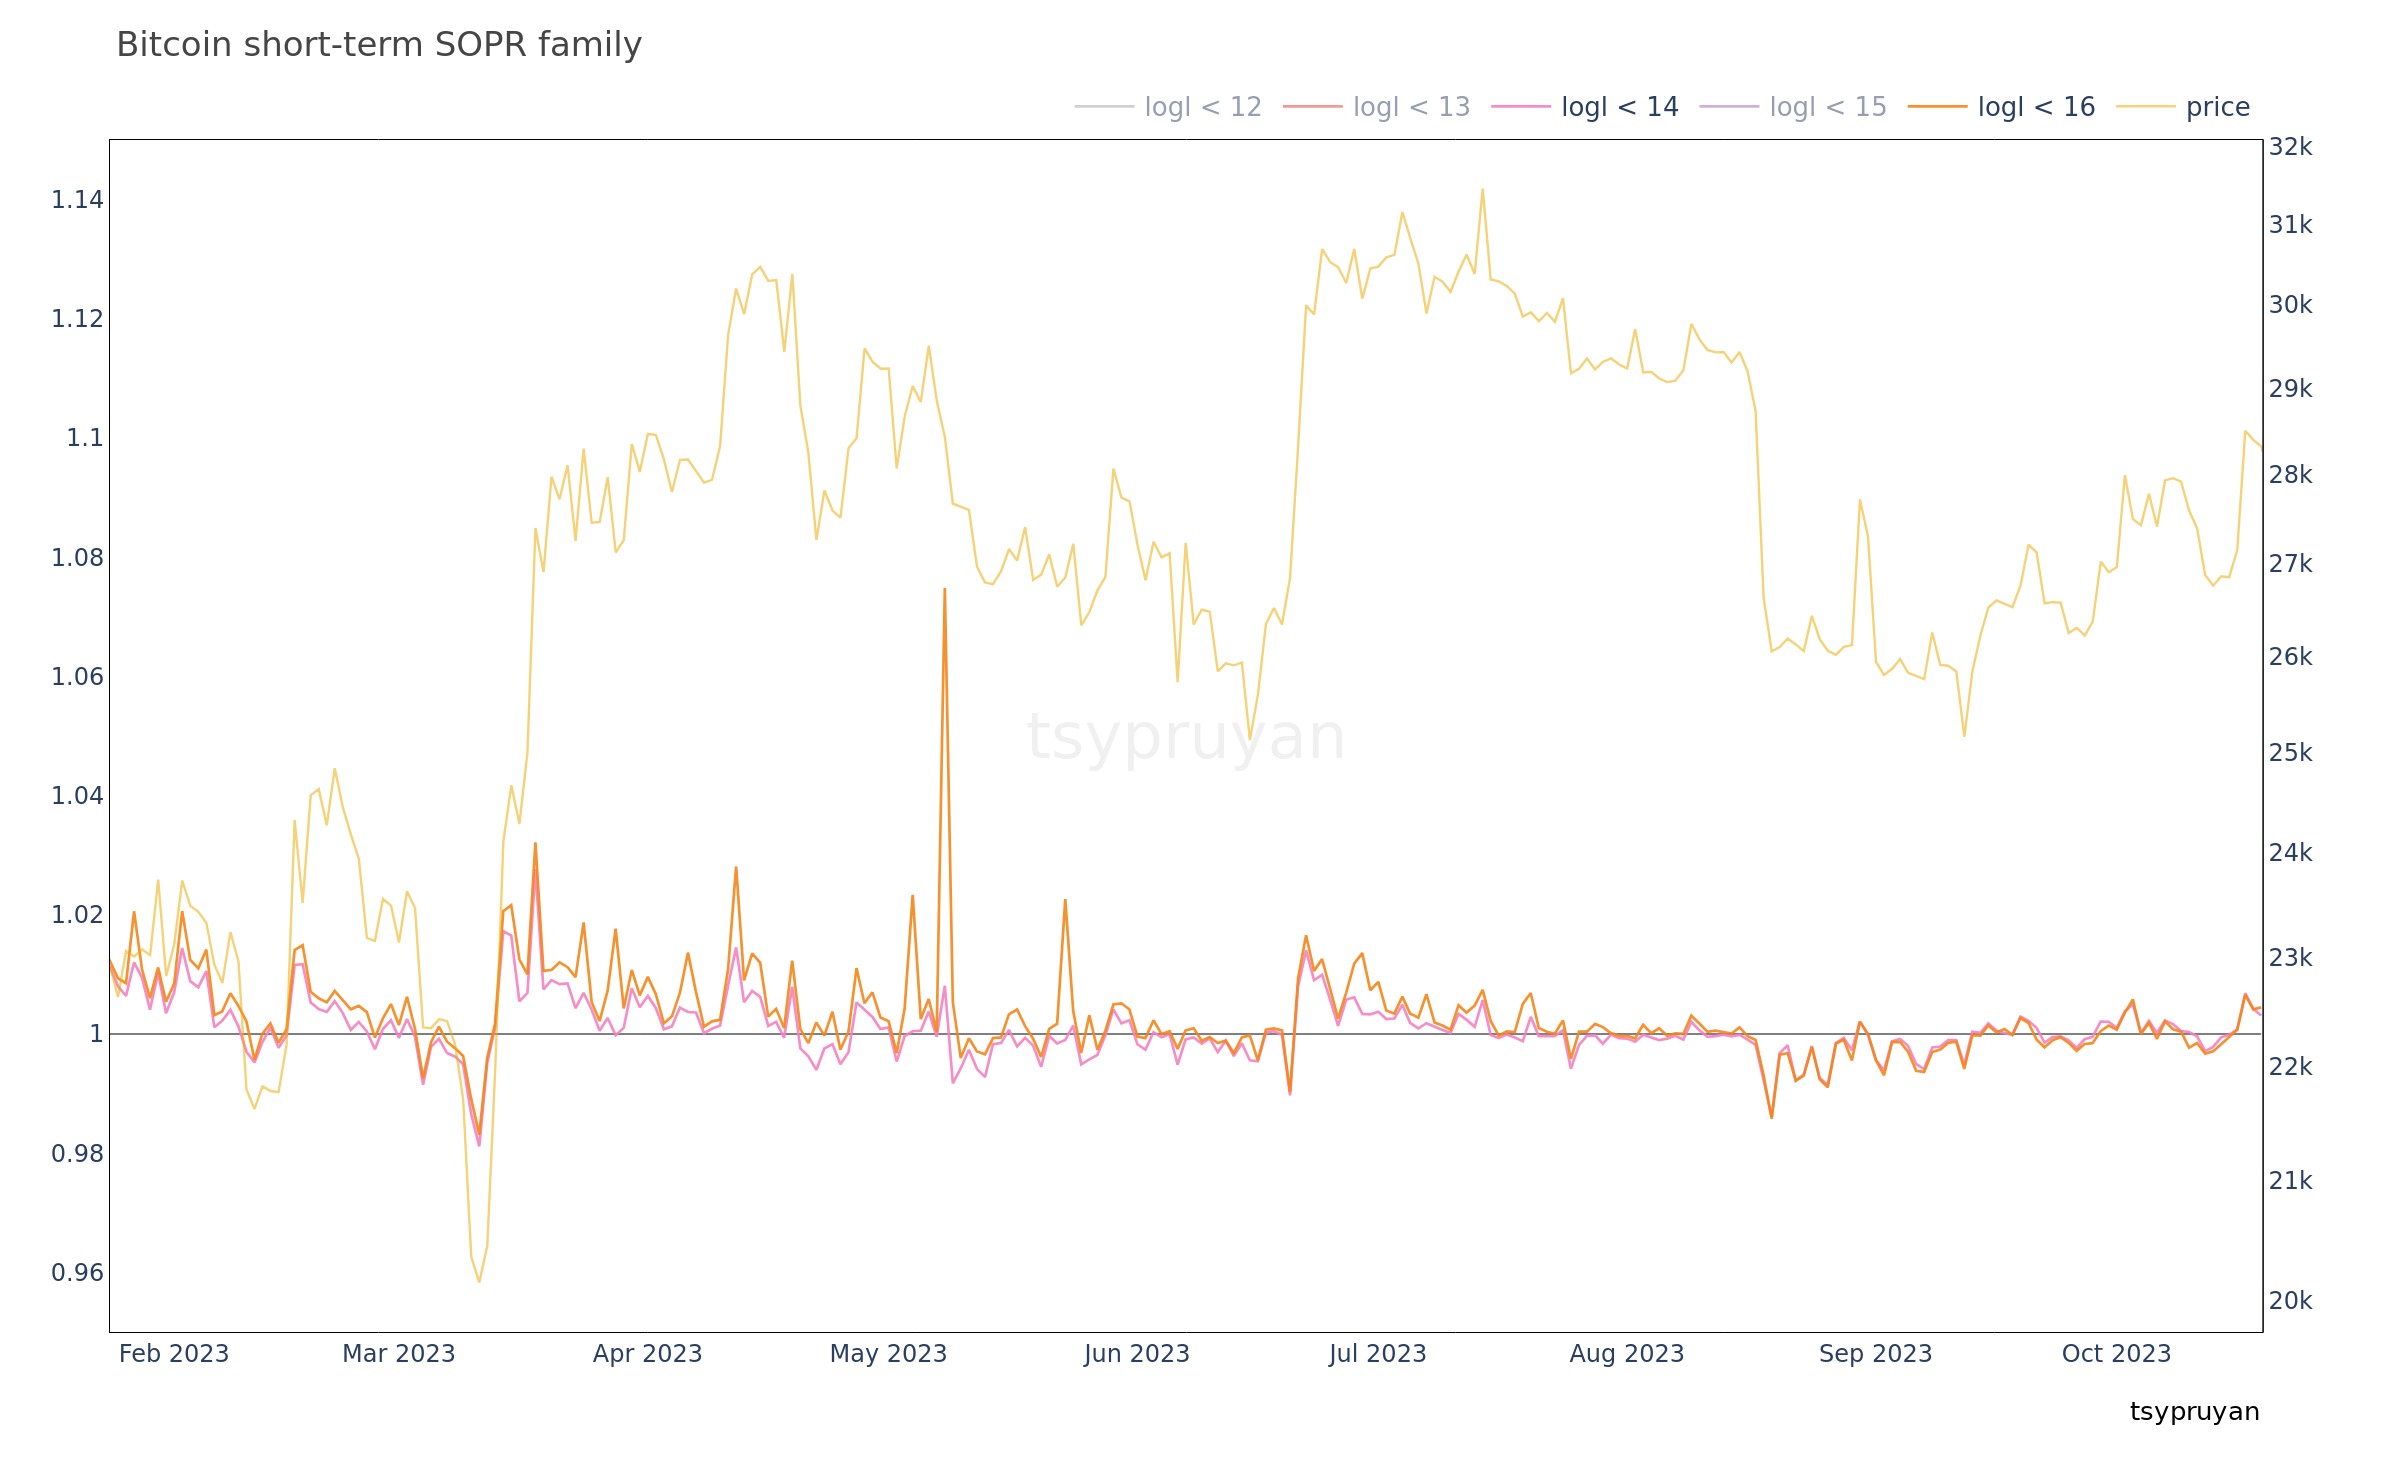 Bitcoin short-term SOPR family
logl < 12 logl < 13 logl < 14 logl < 15 logl < 16 price
1.14
1.12
1.1
1.08
1.06
1.04
1.02
1
0.98
0.96
32k
31k
30k
29k
28k
27k
26k
25k
24k
23k
22k
21k
20k
tsypruyan
Feb 2023 Mar 2023 Apr 2023 May 2023 Jun 2023 Jul 2023 Aug 2023 Sep 2023 Oct 2023
tsypruyan